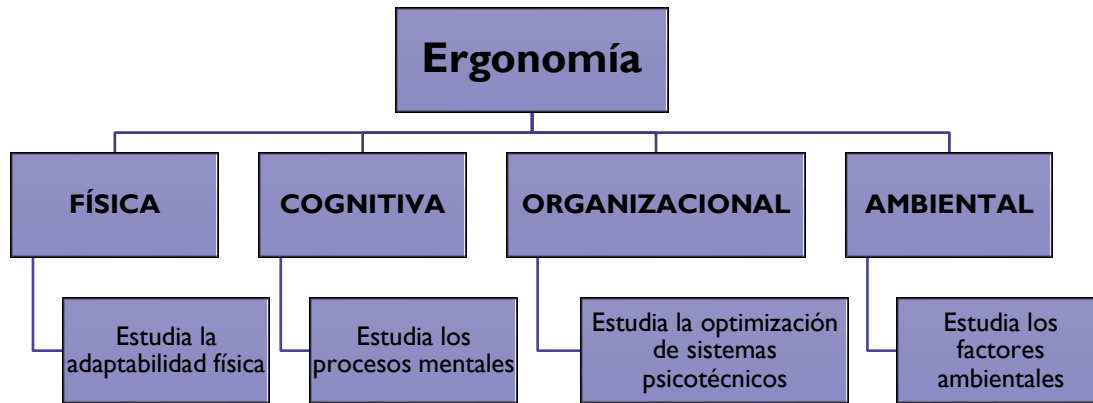 Ergonomía
FÍSICA
COGNITIVA
ORGANIZACIONAL
AMBIENTAL
Estudia la
adaptabilidad física
Estudia los
procesos mentales
Estudia la optimización
de sistemas
psicotécnicos
Estudia los
factores
ambientales